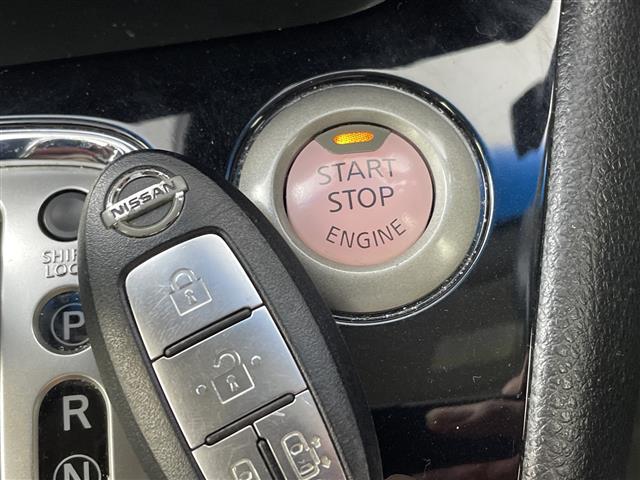 START
STOP
ENGINE
NISSAN
SHIFT
LOCK
P
R
N